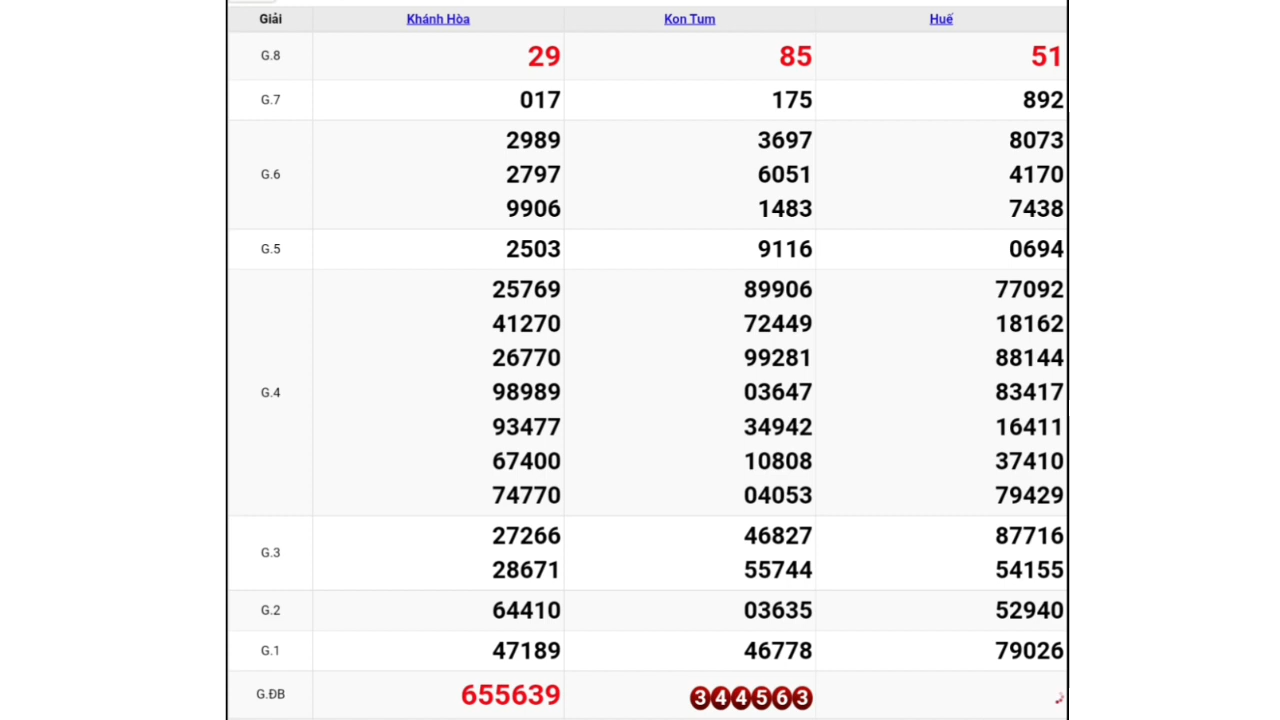 Giải Khánh Hòa Kon Tum Huế
G.8 29 85 51
G.7 017 175 892
2989 3697 8073
G.6 2797 6051 4170
9906 1483 7438
G.5 2503 9116 0694
25769 89906 77092
41270 72449 18162
26770 99281 88144
G.4 98989 03647 83417
93477 34942 16411
67400 10808 37410
74770 04053 79429
27266 46827 87716
G.3
28671 55744 54155
G.2 64410 03635 52940
G.1 47189 46778 79026
G.ĐB 655639 344563